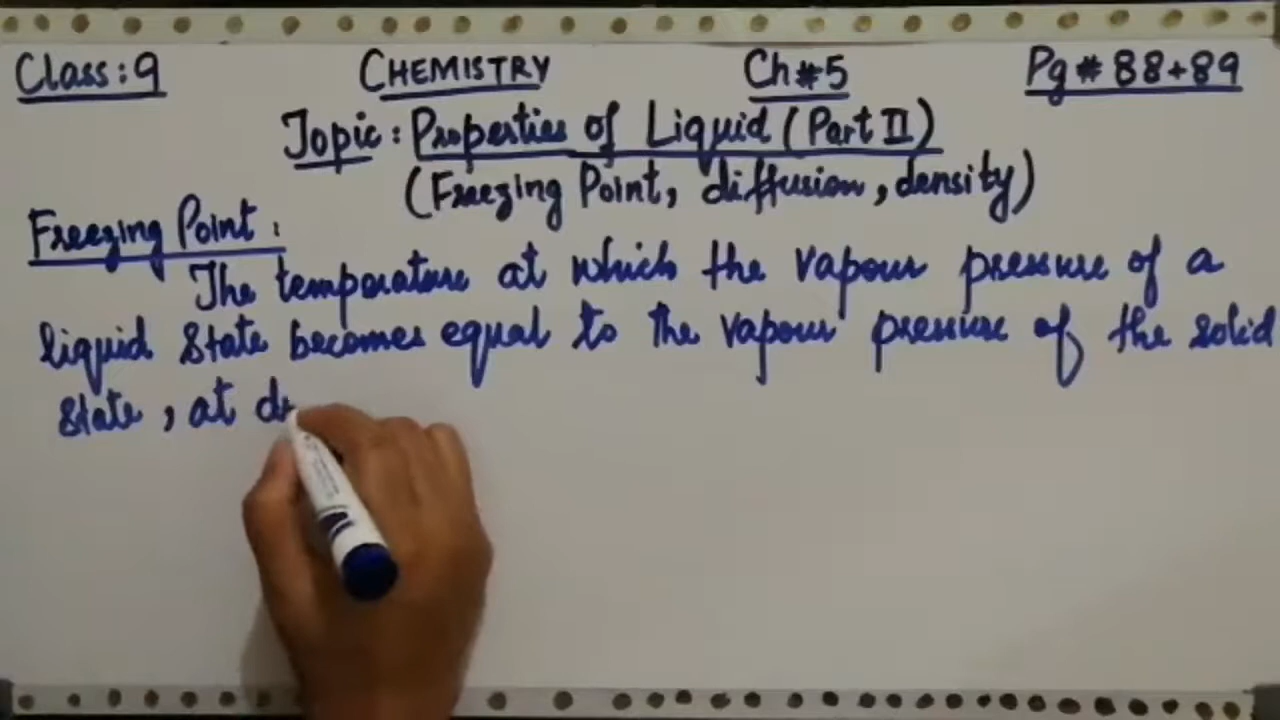 Class: 9 CHEMISTRY Ch#5 Pg # 88+89
Topic: Properties of Liquid (Part II)
(Freezing Point, diffusion, density)
Freezing Point:
The temperature at which the vapour pressure of a
liquid state becomes equal to the vapour pressure of the solid
state, at